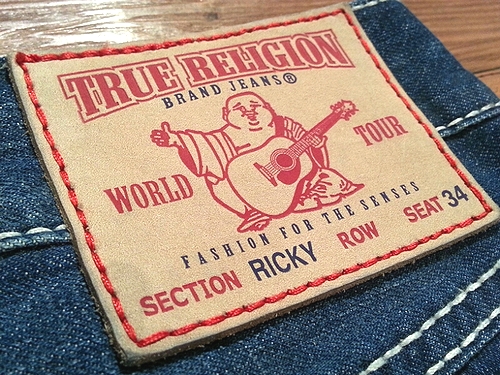 TRUE RELIGION
BRAND JEANS®
WORLD TOUR
FASHION FOR THE SENSES
SECTION RICKY ROW SEAT 34